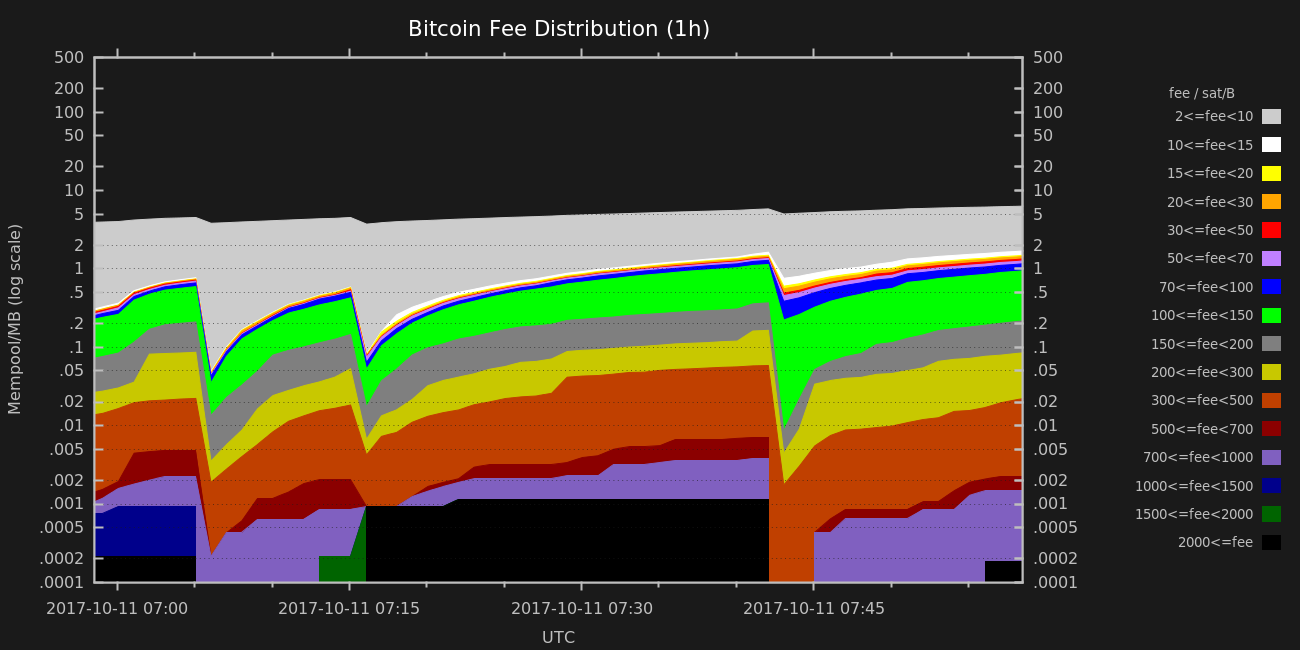 Bitcoin Fee Distribution (1h)
500 500
200 200
100 100
50 50
20 20
10 10
5 5
2 2
1 1
.5 .5
.2 .2
.1 .1
.05 .05
.02 .02
.01 .01
.005 .005
.002 .002
.001 .001
.0005 .0005
.0002 .0002
.0001 .0001
Mempool/MB (log scale)
2017-10-11 07:00 2017-10-11 07:15 2017-10-11 07:30 2017-10-11 07:45
UTC
fee / sat/B
2<=fee<10
10<=fee<15
15<=fee<20
20<=fee<30
30<=fee<50
50<=fee<70
70<=fee<100
100<=fee<150
150<=fee<200
200<=fee<300
300<=fee<500
500<=fee<700
700<=fee<1000
1000<=fee<1500
1500<=fee<2000
2000<=fee